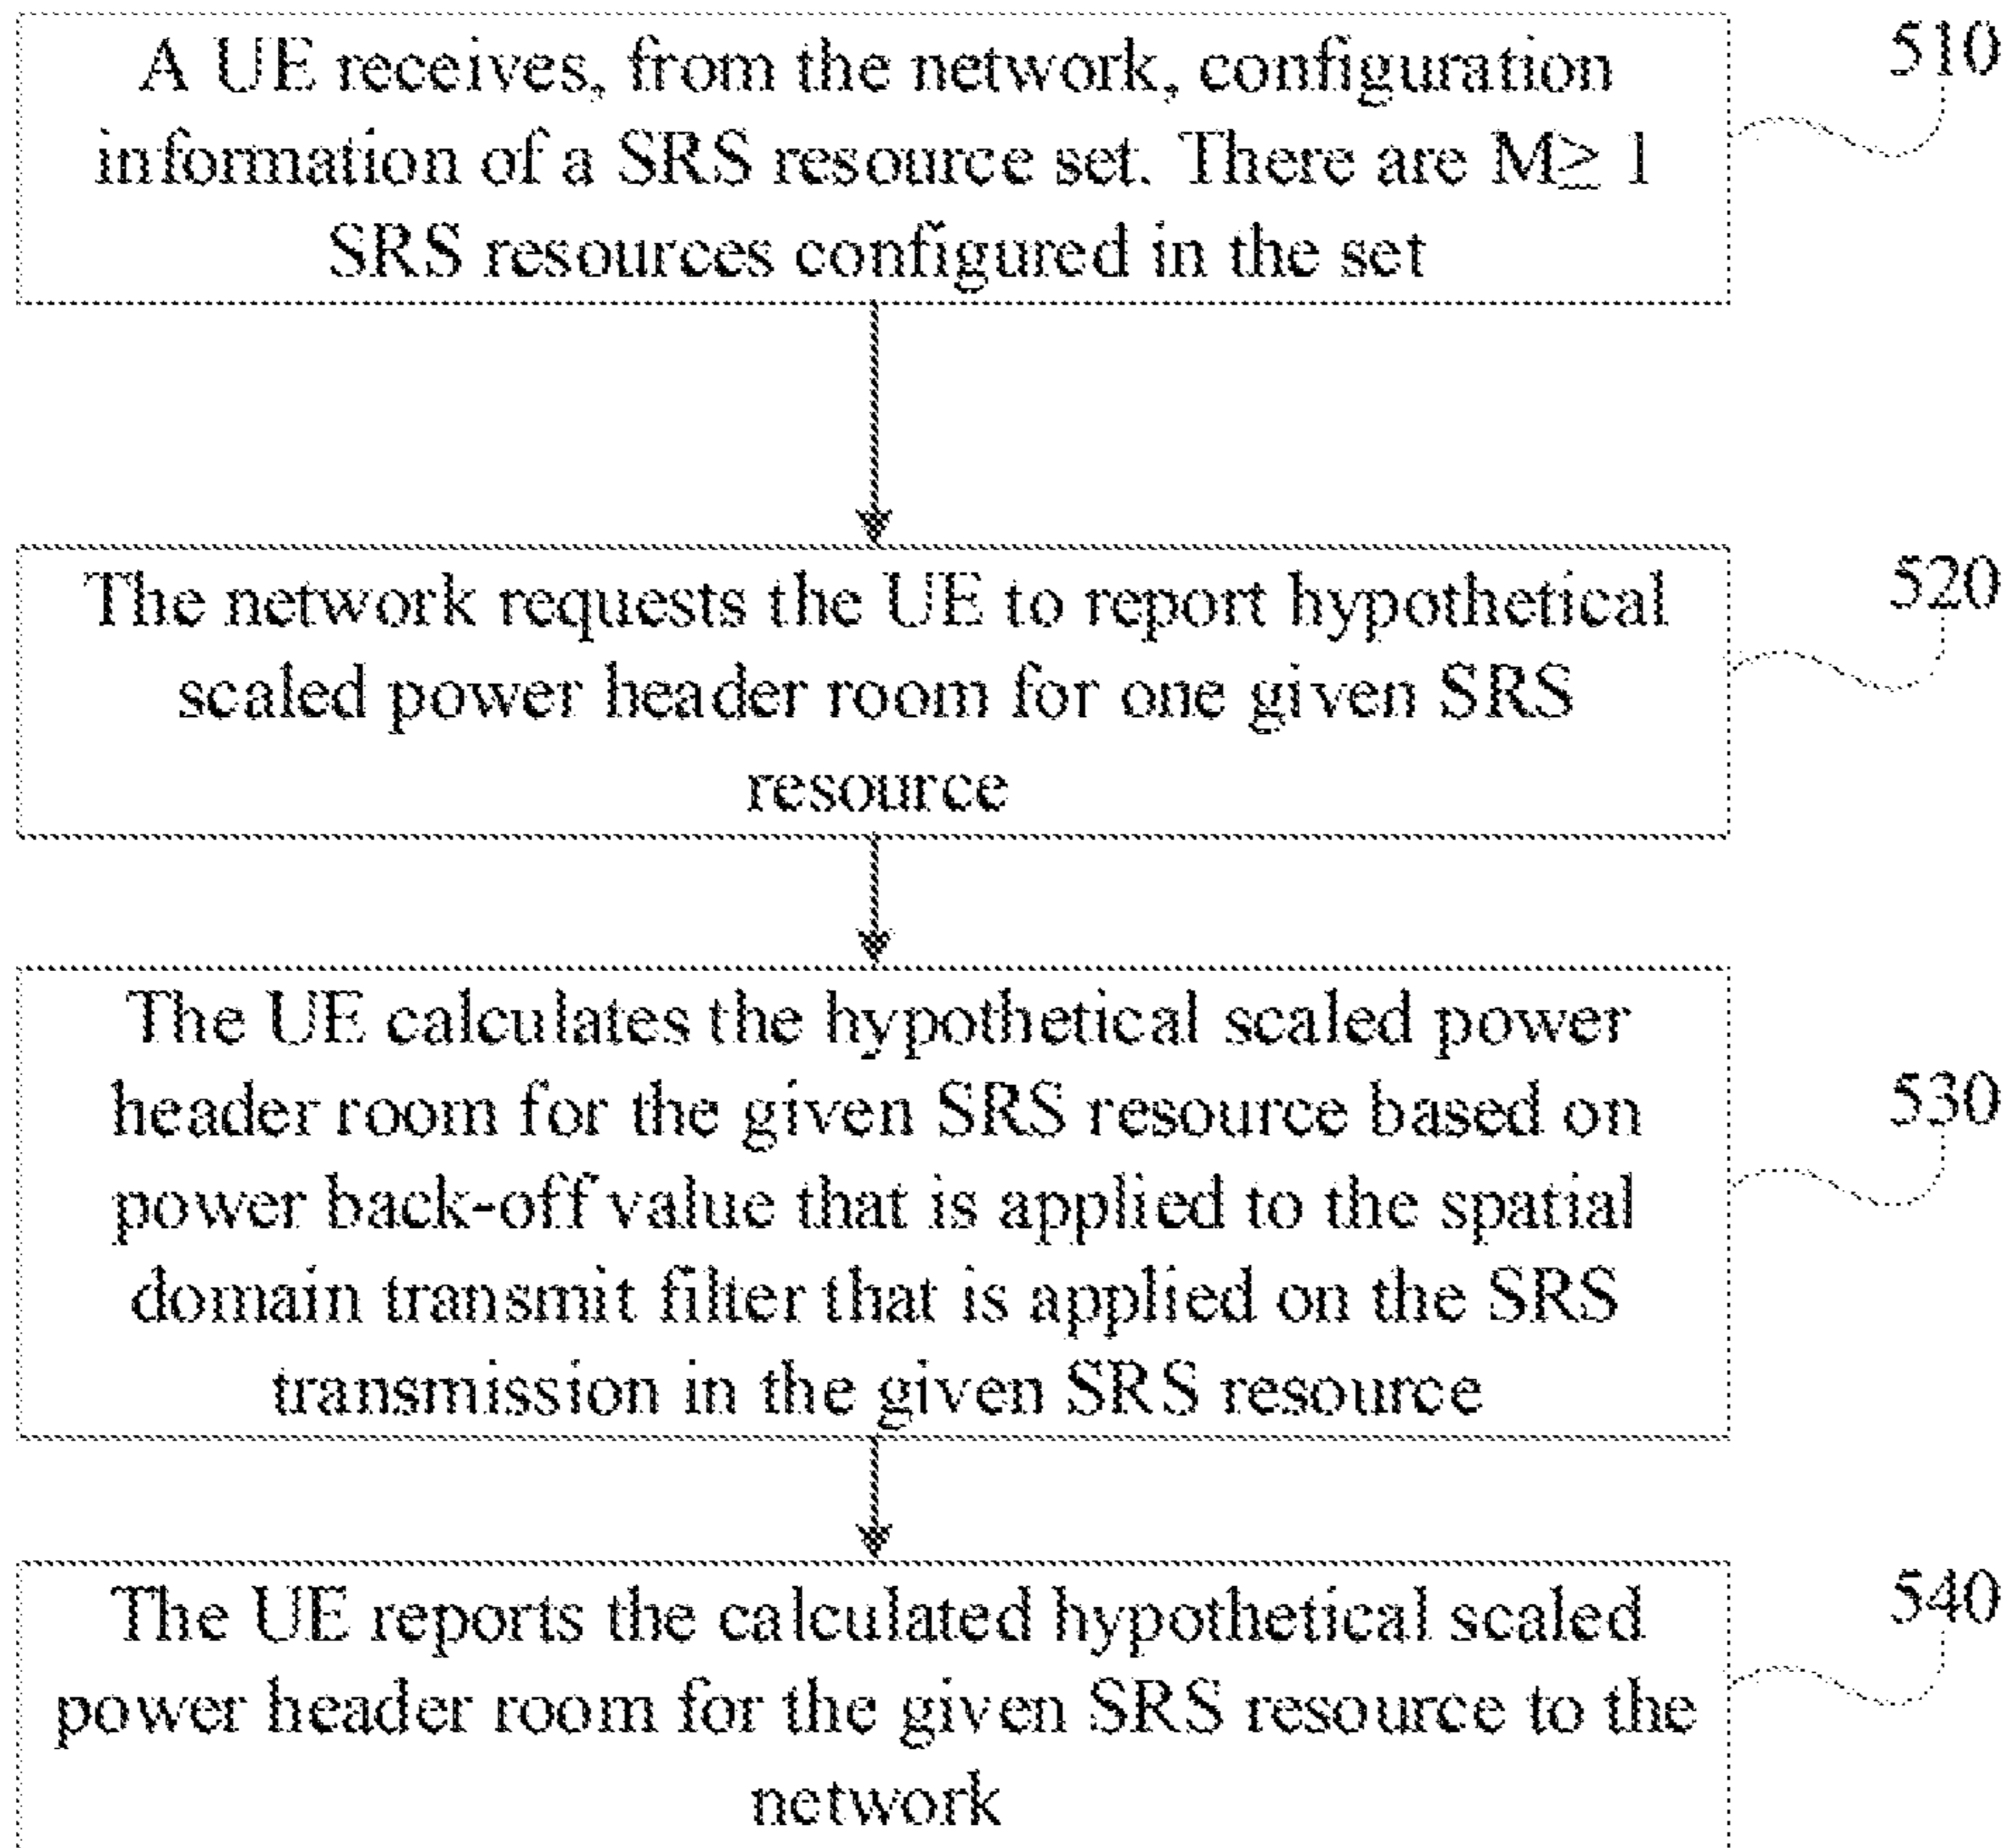 A UE receives, from the network, configuration
information of a SRS resource set. There are M≥ 1
SRS resources configured in the set
510
The network requests the UE to report hypothetical
scaled power header room for one given SRS
resource
520
The UE calculates the hypothetical scaled power
header room for the given SRS resource based on
power back-off value that is applied to the spatial
domain transmit filter that is applied on the SRS
transmission in the given SRS resource
530
The UE reports the calculated hypothetical scaled
power header room for the given SRS resource to the
network
540